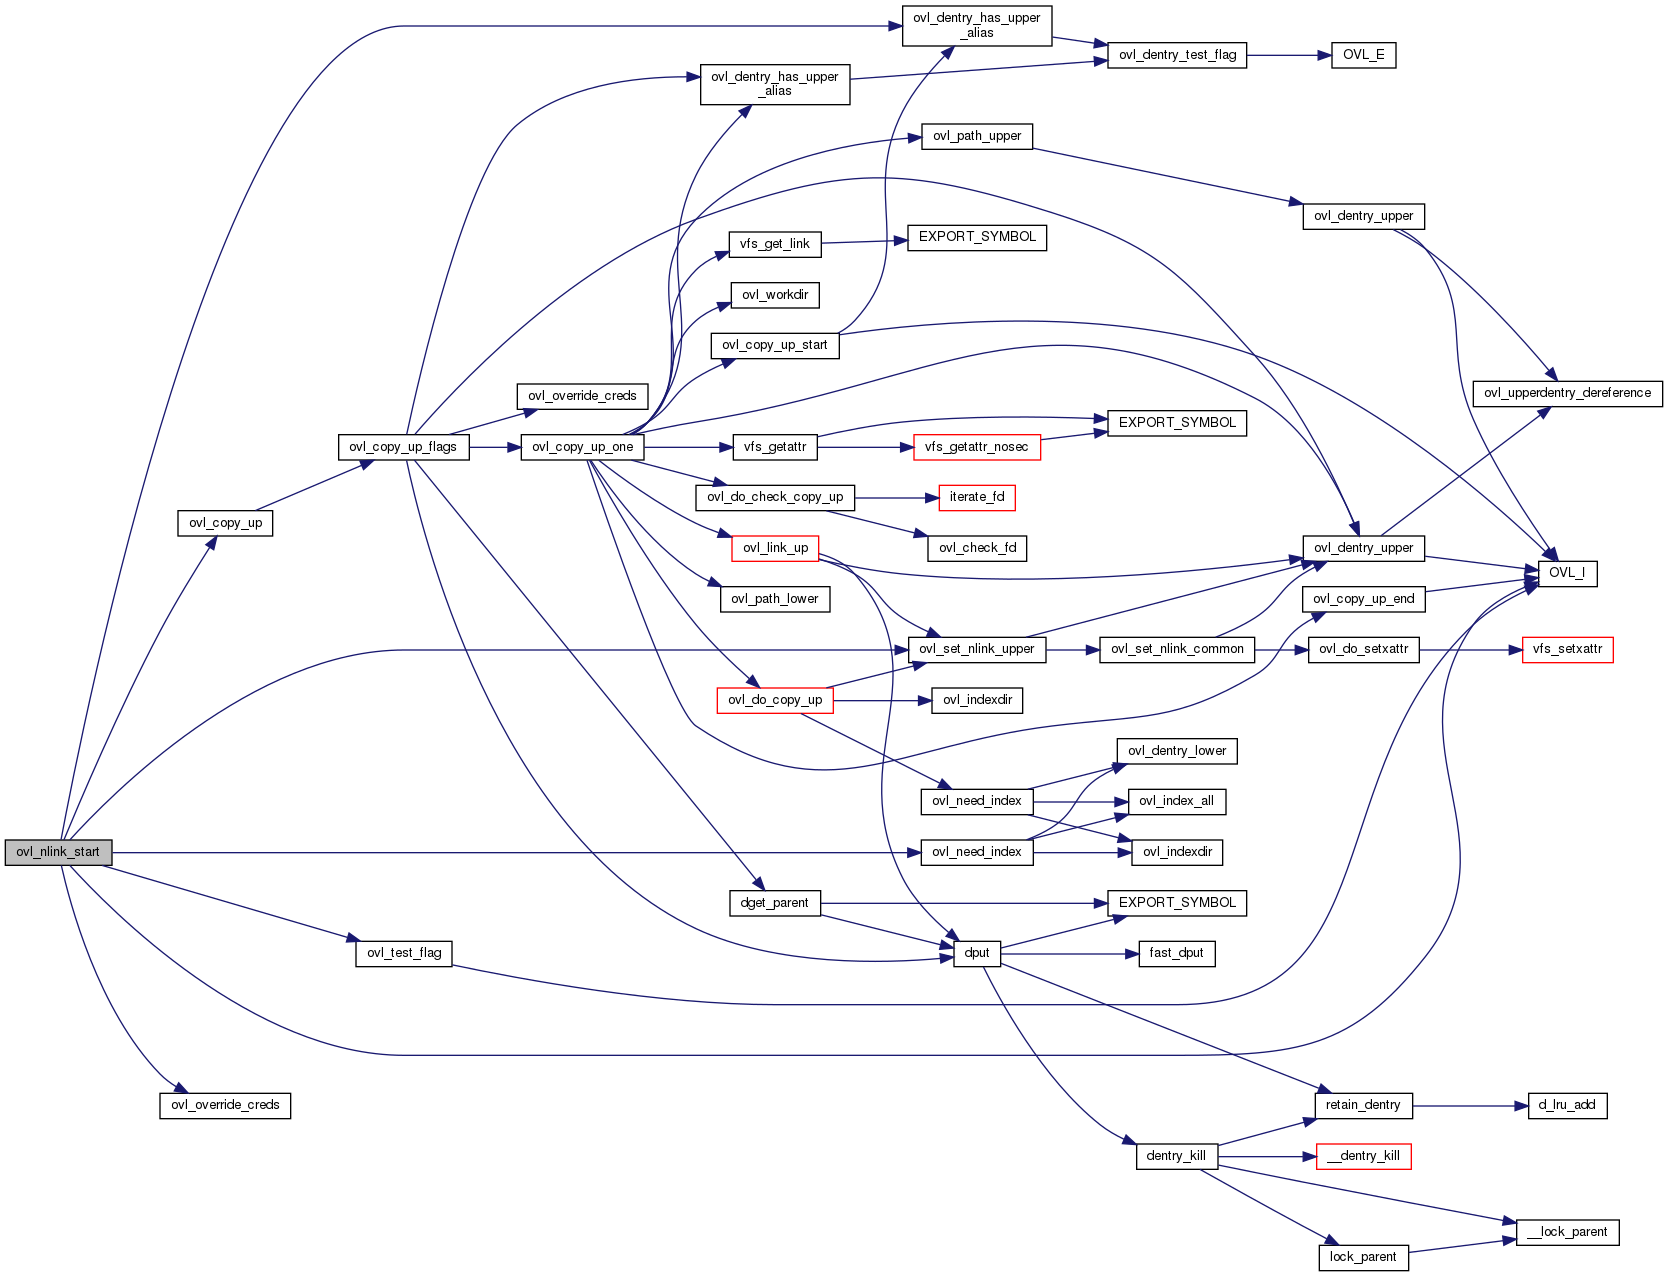 ovl_dentry_has_upper
_alias
ovl_dentry_test_flag
OVL_E
ovl_dentry_has_upper
_alias
ovl_path_upper
ovl_dentry_upper
vfs_get_link
EXPORT_SYMBOL
ovl_workdir
ovl_copy_up_start
ovl_upperdentry_dereference
ovl_override_creds
EXPORT_SYMBOL
ovl_copy_up_flags
ovl_copy_up_one
vfs_getattr
vfs_getattr_nosec
ovl_do_check_copy_up
iterate_fd
ovl_copy_up
ovl_link_up
ovl_check_fd
ovl_dentry_upper
OVL_I
ovl_path_lower
ovl_copy_up_end
ovl_set_nlink_upper
ovl_set_nlink_common
ovl_do_setxattr
vfs_setxattr
ovl_do_copy_up
ovl_indexdir
ovl_dentry_lower
ovl_need_index
ovl_index_all
ovl_nlink_start
ovl_need_index
ovl_indexdir
dget_parent
EXPORT_SYMBOL
ovl_test_flag
dput
fast_dput
ovl_override_creds
retain_dentry
d_lru_add
dentry_kill
__dentry_kill
__lock_parent
lock_parent